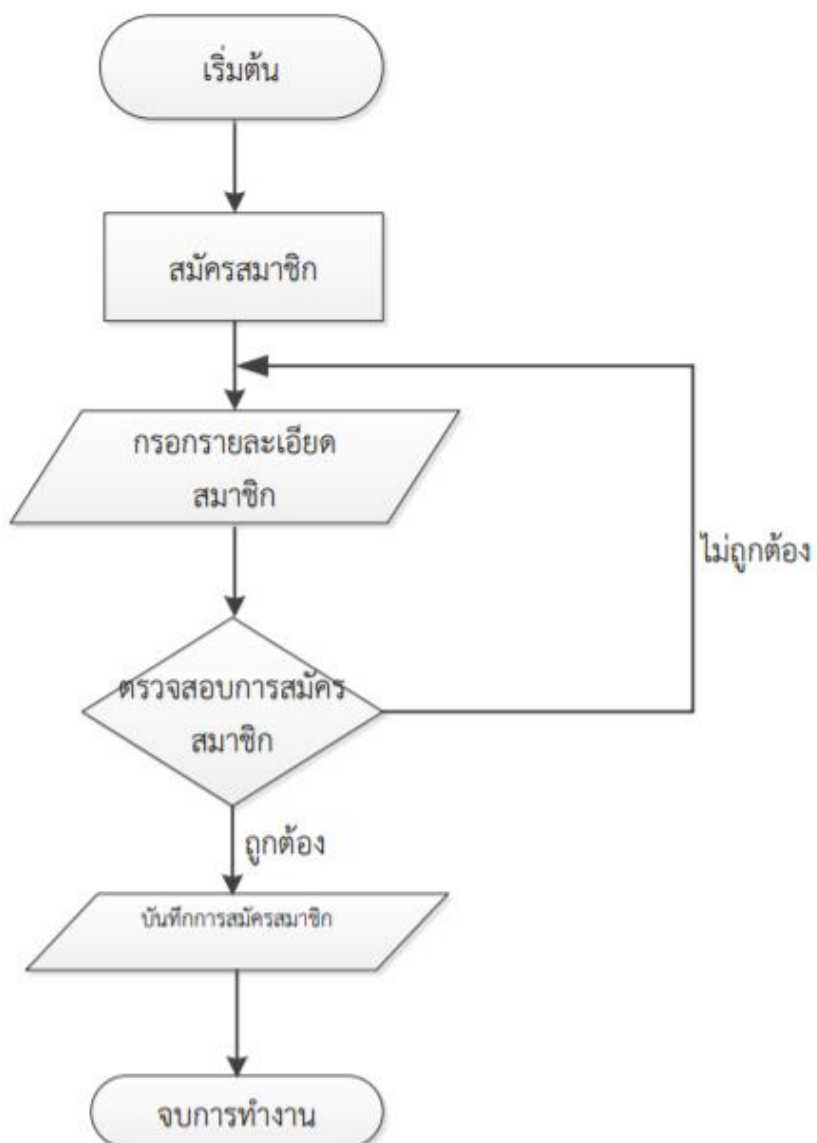 เริ่มต้น
สมัครสมาชิก
กรอกรายละเอียด
สมาชิก
ไม่ถูกต้อง
ตรวจสอบการสมัคร
สมาชิก
ถูกต้อง
บันทึกการสมัครสมาชิก
จบการทำงาน